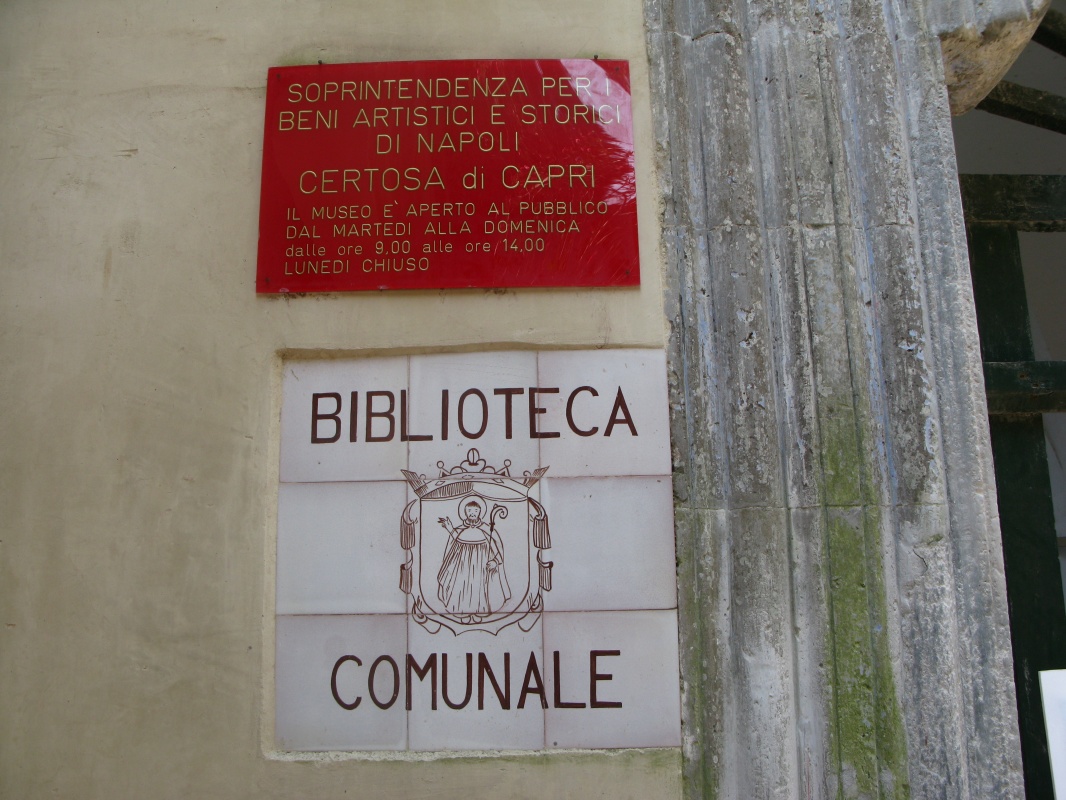 SOPRINTENDENZA PER I
BENI ARTISTICI E STORICI
DI NAPOLI
CERTOSA di CAPRI
IL MUSEO E' APERTO AL PUBBLICO
DAL MARTEDI ALLA DOMENICA
dalle ore 9,00 alle ore 14,00
LUNEDI CHIUSO
BIBLIOTECA
COMUNALE